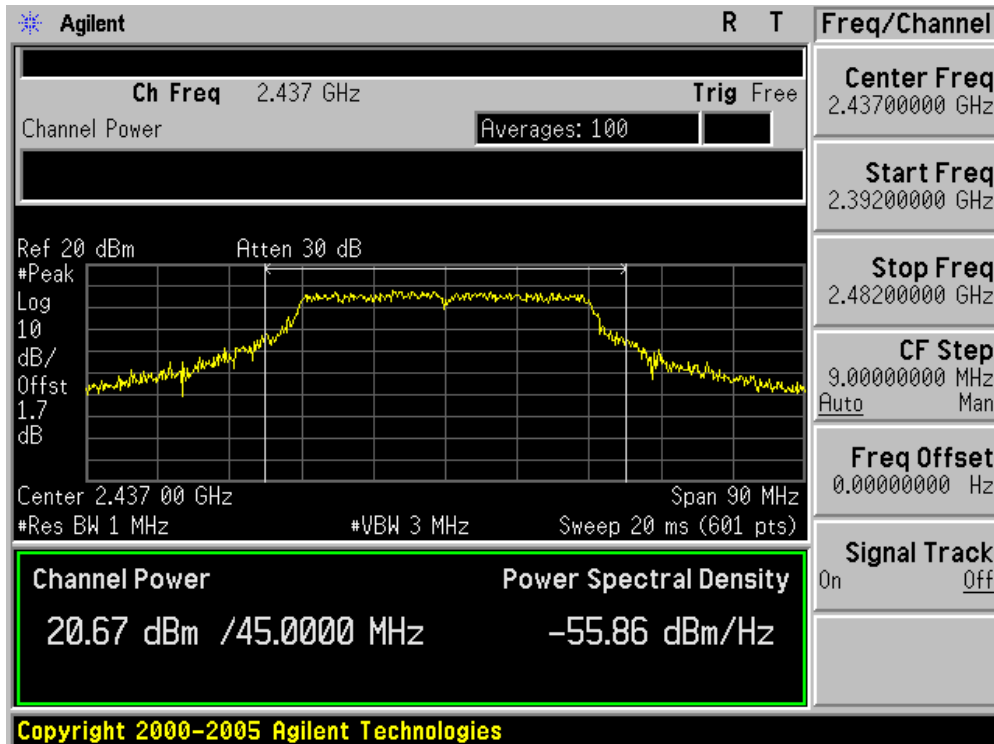 Agilent R T
Ch Freq 2.437 GHz Trig Free
Channel Power Averages: 100
Ref 20 dBm Atten 30 dB
#Peak
Log
10
dB/
Offst
1.7
dB
Center 2.437 00 GHz Span 90 MHz
#Res BW 1 MHz #VBW 3 MHz Sweep 20 ms (601 pts)
Channel Power Power Spectral Density
20.67 dBm /45.0000 MHz -55.86 dBm/Hz
Copyright 2000-2005 Agilent Technologies
Freq/Channel
Center Freq
2.43700000 GHz
Start Freq
2.39200000 GHz
Stop Freq
2.48200000 GHz
CF Step
9.00000000 MHz
Auto Man
Freq Offset
0.00000000 Hz
Signal Track
On Off